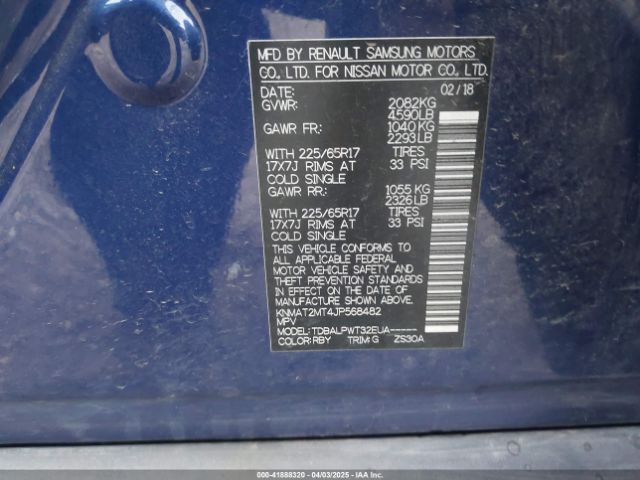 MFD BY RENAULT SAMSUNG MOTORS
CO., LTD. FOR NISSAN MOTOR CO., LTD.
DATE: 02/18
GVWR: 2082KG
4590LB
GAWR FR: 1040KG
2293LB
WITH 225/65R17 TIRES
17X7J RIMS AT 33 PSI
COLD SINGLE
GAWR RR: 1055 KG
2326LB
WITH 225/65R17 TIRES
17X7J RIMS AT 33 PSI
COLD SINGLE
THIS VEHICLE CONFORMS TO
ALL APPLICABLE FEDERAL
MOTOR VEHICLE SAFETY AND
THEFT PREVENTION STANDARDS
IN EFFECT ON THE DATE OF
MANUFACTURE SHOWN ABOVE.
KNMAT2MT4JP568482
MPV
MODEL:TDBALPWT32EUA-----
COLOR:RBY TRIM:G ZS30A
000-41888320 - 04/03/2025 - IAAI.COM